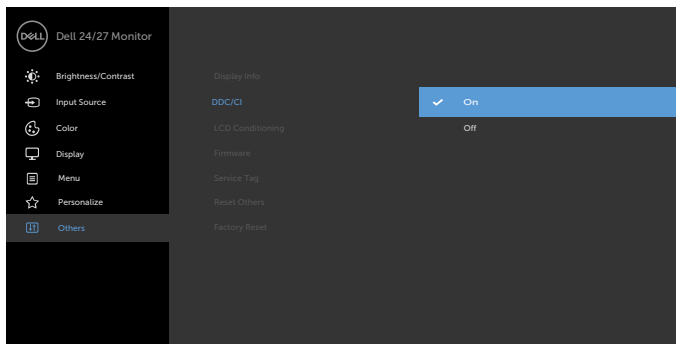 DELL Dell 24/27 Monitor
Brightness/Contrast
Input Source
Color
Display
Menu
Personalize
Others
Display Info
DDC/CI
LCD Conditioning
Firmware
Service Tag
Reset Others
Factory Reset
On
Off